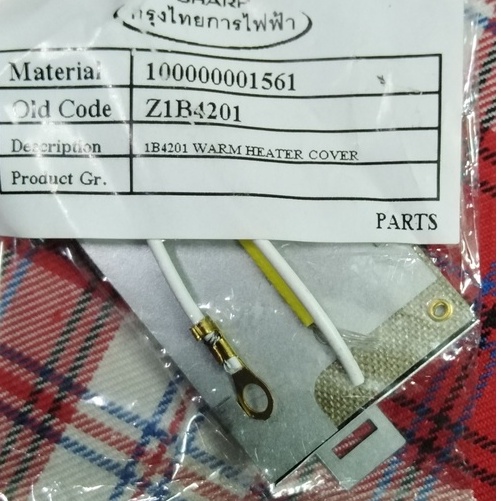 SHARP
กรุงไทยการไฟฟ้า
Material 100000001561
Old Code Z1B4201
Description 1B4201 WARM HEATER COVER
Product Gr.
PARTS